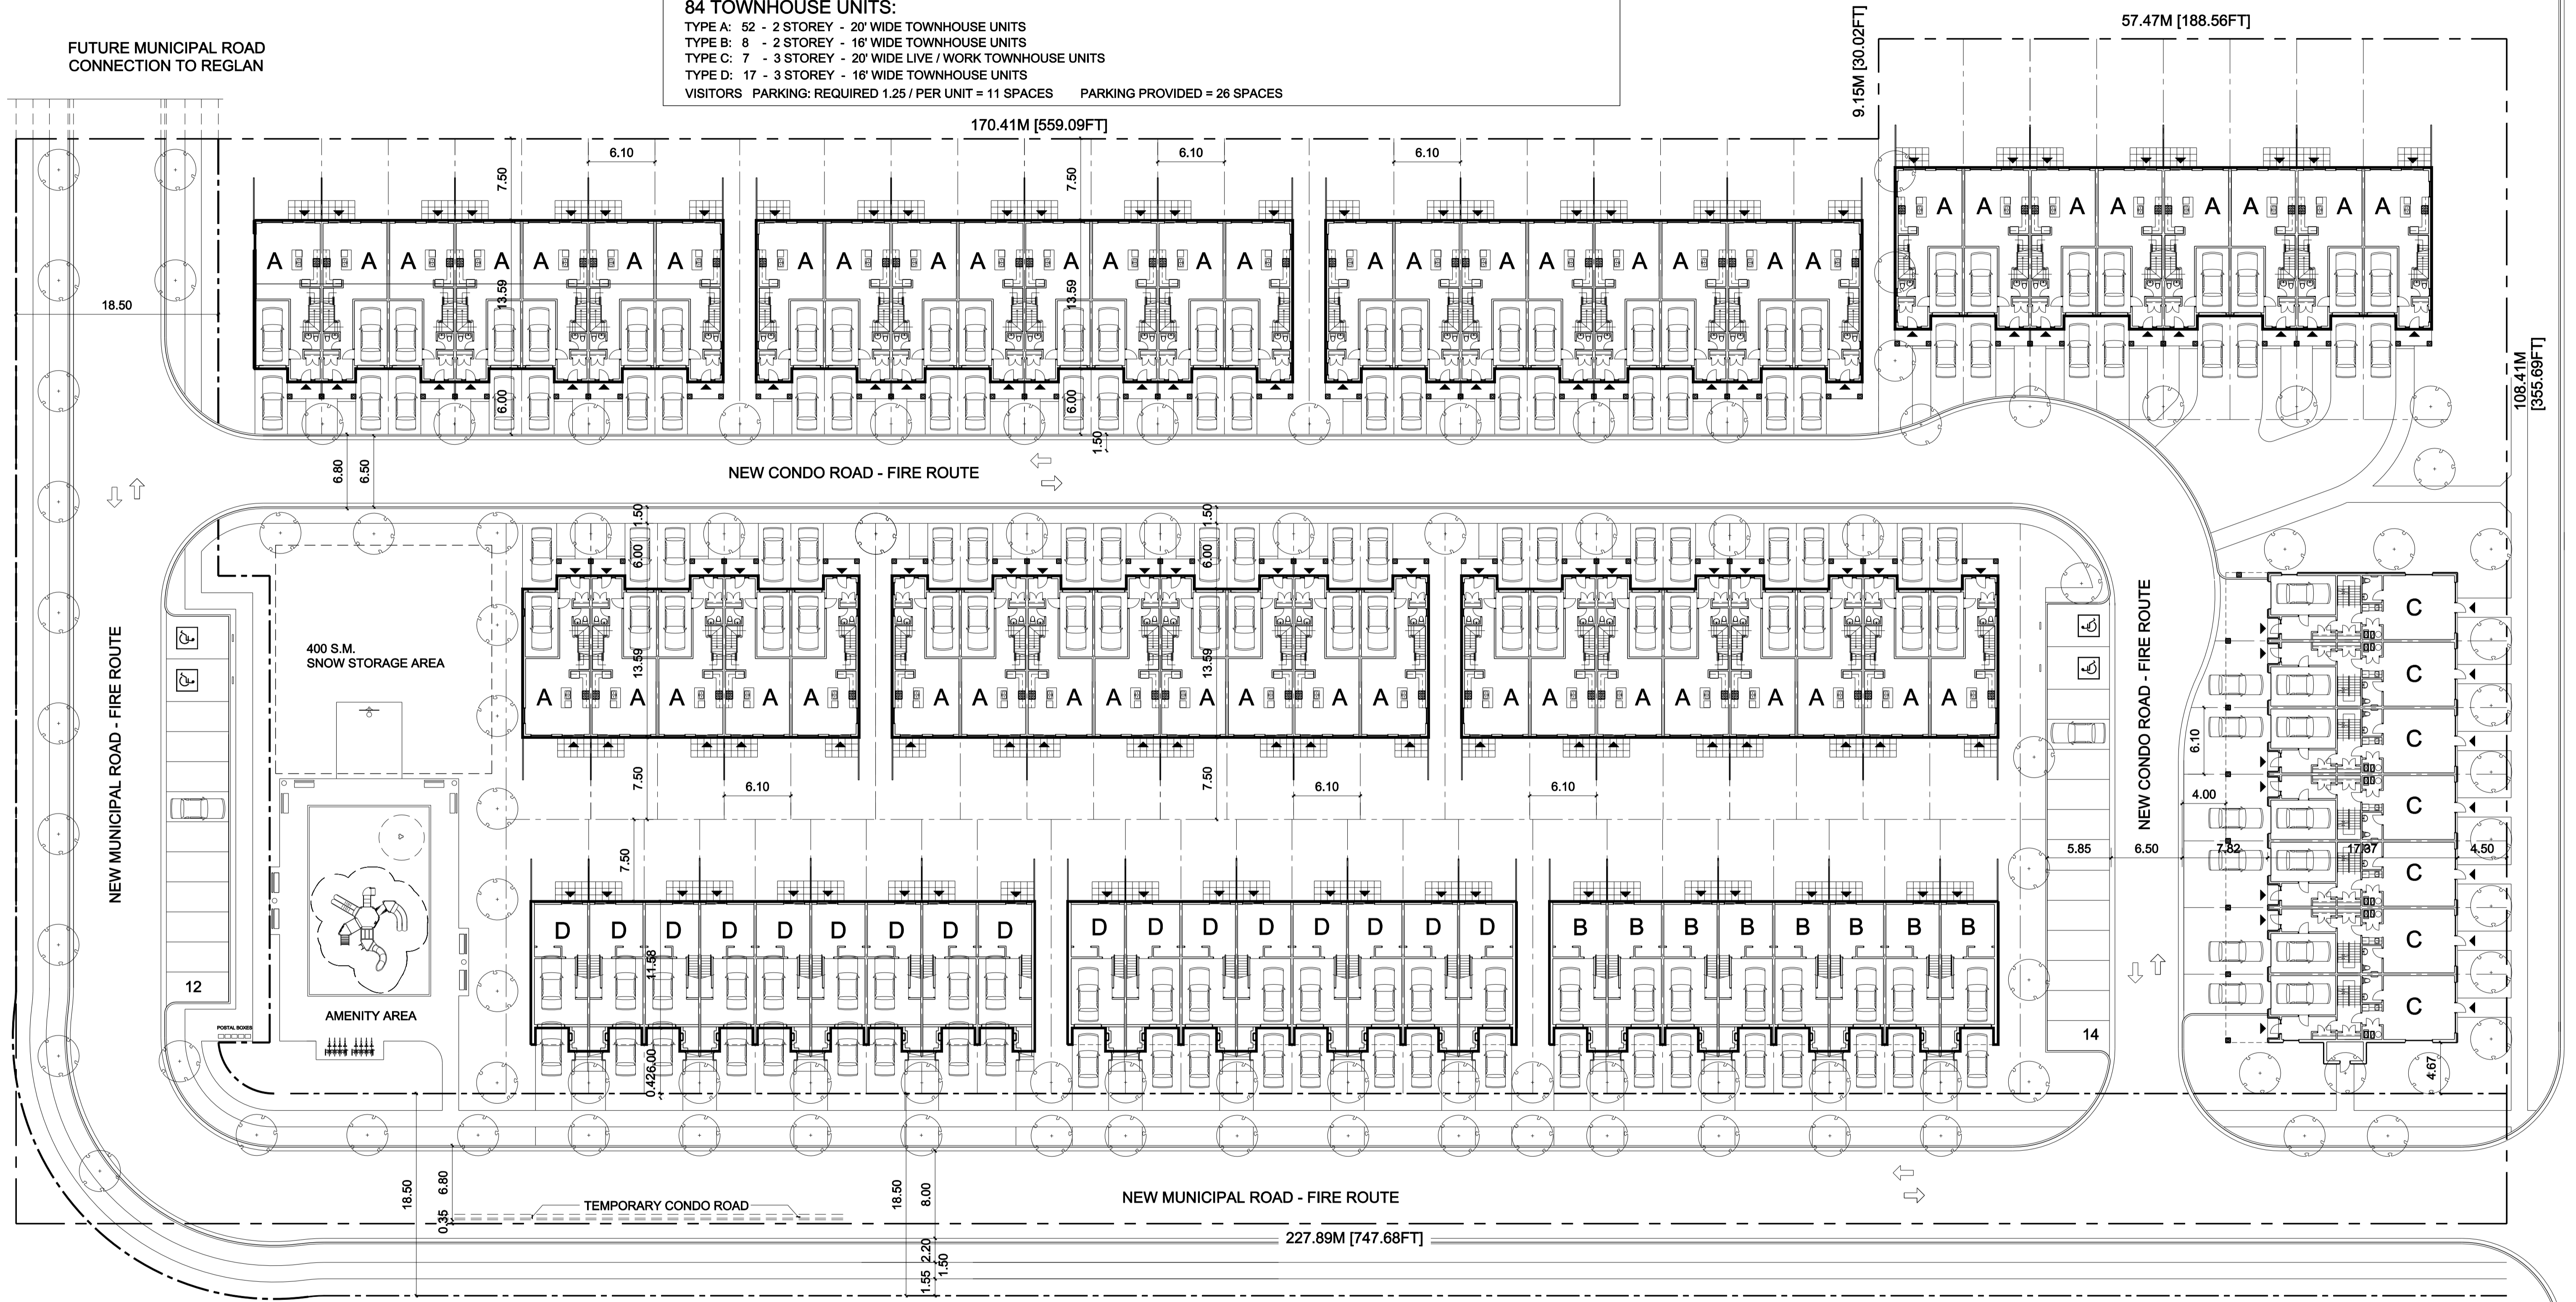 84 TOWNHOUSE UNITS:
TYPE A: 52 - 2 STOREY - 20' WIDE TOWNHOUSE UNITS
TYPE B: 8 - 2 STOREY - 16' WIDE TOWNHOUSE UNITS
TYPE C: 7 - 3 STOREY - 20' WIDE LIVE / WORK TOWNHOUSE UNITS
TYPE D: 17 - 3 STOREY - 16' WIDE TOWNHOUSE UNITS
VISITORS PARKING: REQUIRED 1.25 / PER UNIT = 11 SPACES PARKING PROVIDED = 26 SPACES
FUTURE MUNICIPAL ROAD
CONNECTION TO REGLAN
57.47M [188.56FT]
9.15M [30.02FT]
170.41M [559.09FT]
6.10
6.10
6.10
7.50
7.50
A A A A A A A A
A A A A A A A
A A A A A A A A
A A A A A A A A
18.50
13.59
13.59
6.00
6.00
1.50
108.41M
[355.69FT]
6.80
6.50
NEW CONDO ROAD - FIRE ROUTE
1.50
1.50
6.00
6.00
NEW MUNICIPAL ROAD - FIRE ROUTE
400 S.M.
SNOW STORAGE AREA
13.59
13.59
A A A A A
A A A A A A A A
A A A A A A A A
7.50
7.50
6.10
6.10
6.10
NEW CONDO ROAD - FIRE ROUTE
6.10
4.00
C
C
C
C
C
C
C
5.85
6.50
7.82
17.37
4.50
7.50
D D D D D D D D D
D D D D D D D D
B B B B B B B B
11.58
12
AMENITY AREA
POSTAL BOXES
14
0.42
6.00
4.67
18.50
6.80
0.35
TEMPORARY CONDO ROAD
18.50
8.00
NEW MUNICIPAL ROAD - FIRE ROUTE
227.89M [747.68FT]
2.20
1.50
1.55